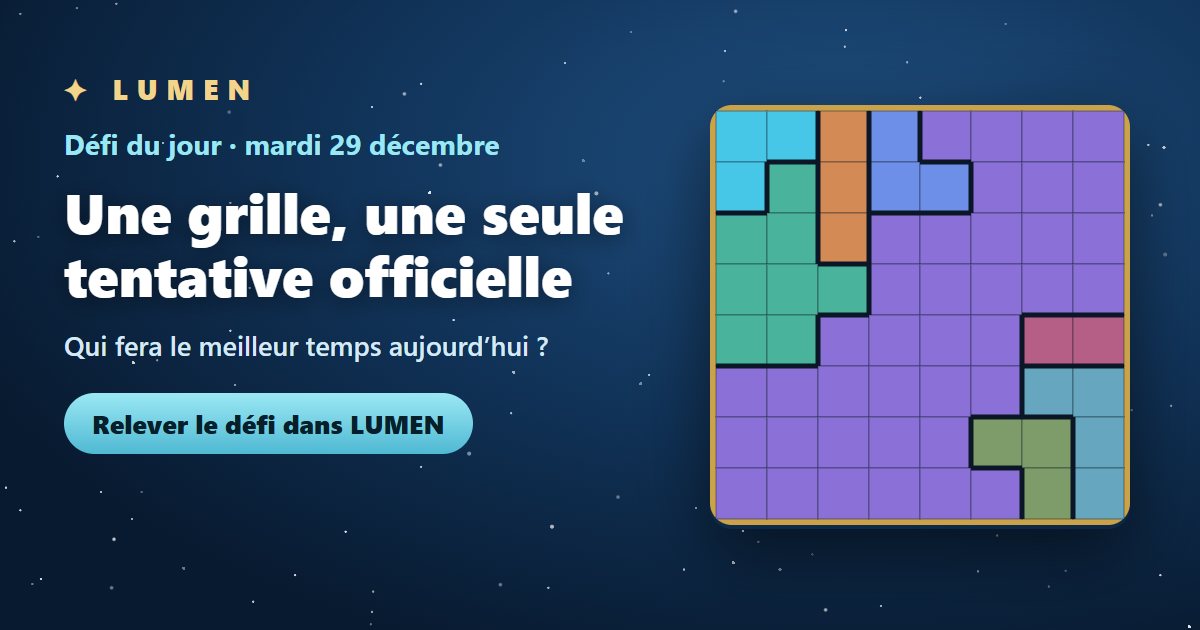 ✦ LUMEN
Défi du jour · mardi 29 décembre
Une grille, une seule
tentative officielle
Qui fera le meilleur temps aujourd’hui ?
Relever le défi dans LUMEN